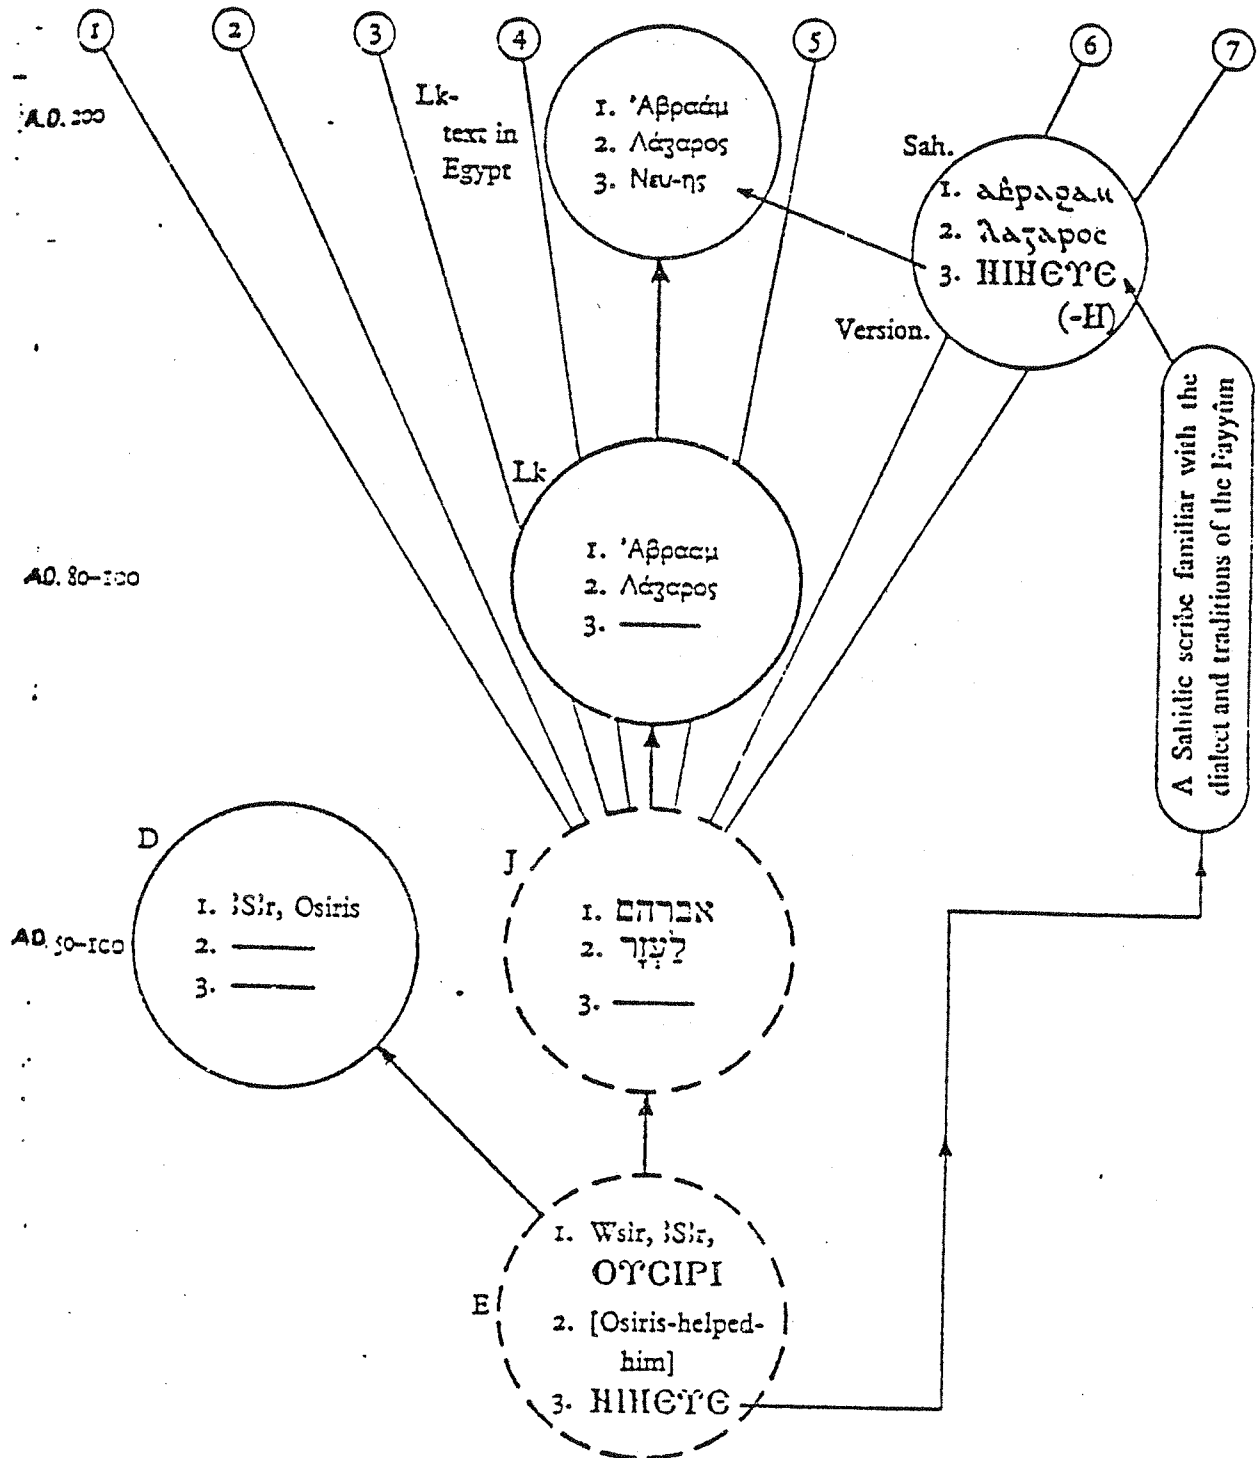 1 2 3 4 5 6 7
A.D. 200
Lk-
text in
Egypt
1. Ἀβραάμ
2. Λάζαρος
3. Νευ-ης
Sah.
1. ⲁⲃⲣⲁϩⲁⲙ
2. ⲗⲁⲍⲁⲣⲟⲥ
3. ⲚⲒⲚⲈⲨⲈ
(-Ⲏ)
Version.
Lk
1. Ἀβρααμ
2. Λάζαρος
3.
A.D. 80-100
A Sahidic scribe familiar with the
dialect and traditions of the Fayyûm
D
1. ꜣSꜣr, Osiris
2.
3.
J
1. אברהם
2. לַעְזָר
3.
A.D. 50-100
E
1. Wsir, ꜣSꜣr,
ⲞⲨⲤⲒⲢⲒ
2. [Osiris-helped-
him]
3. ⲚⲒⲚⲈⲨⲈ